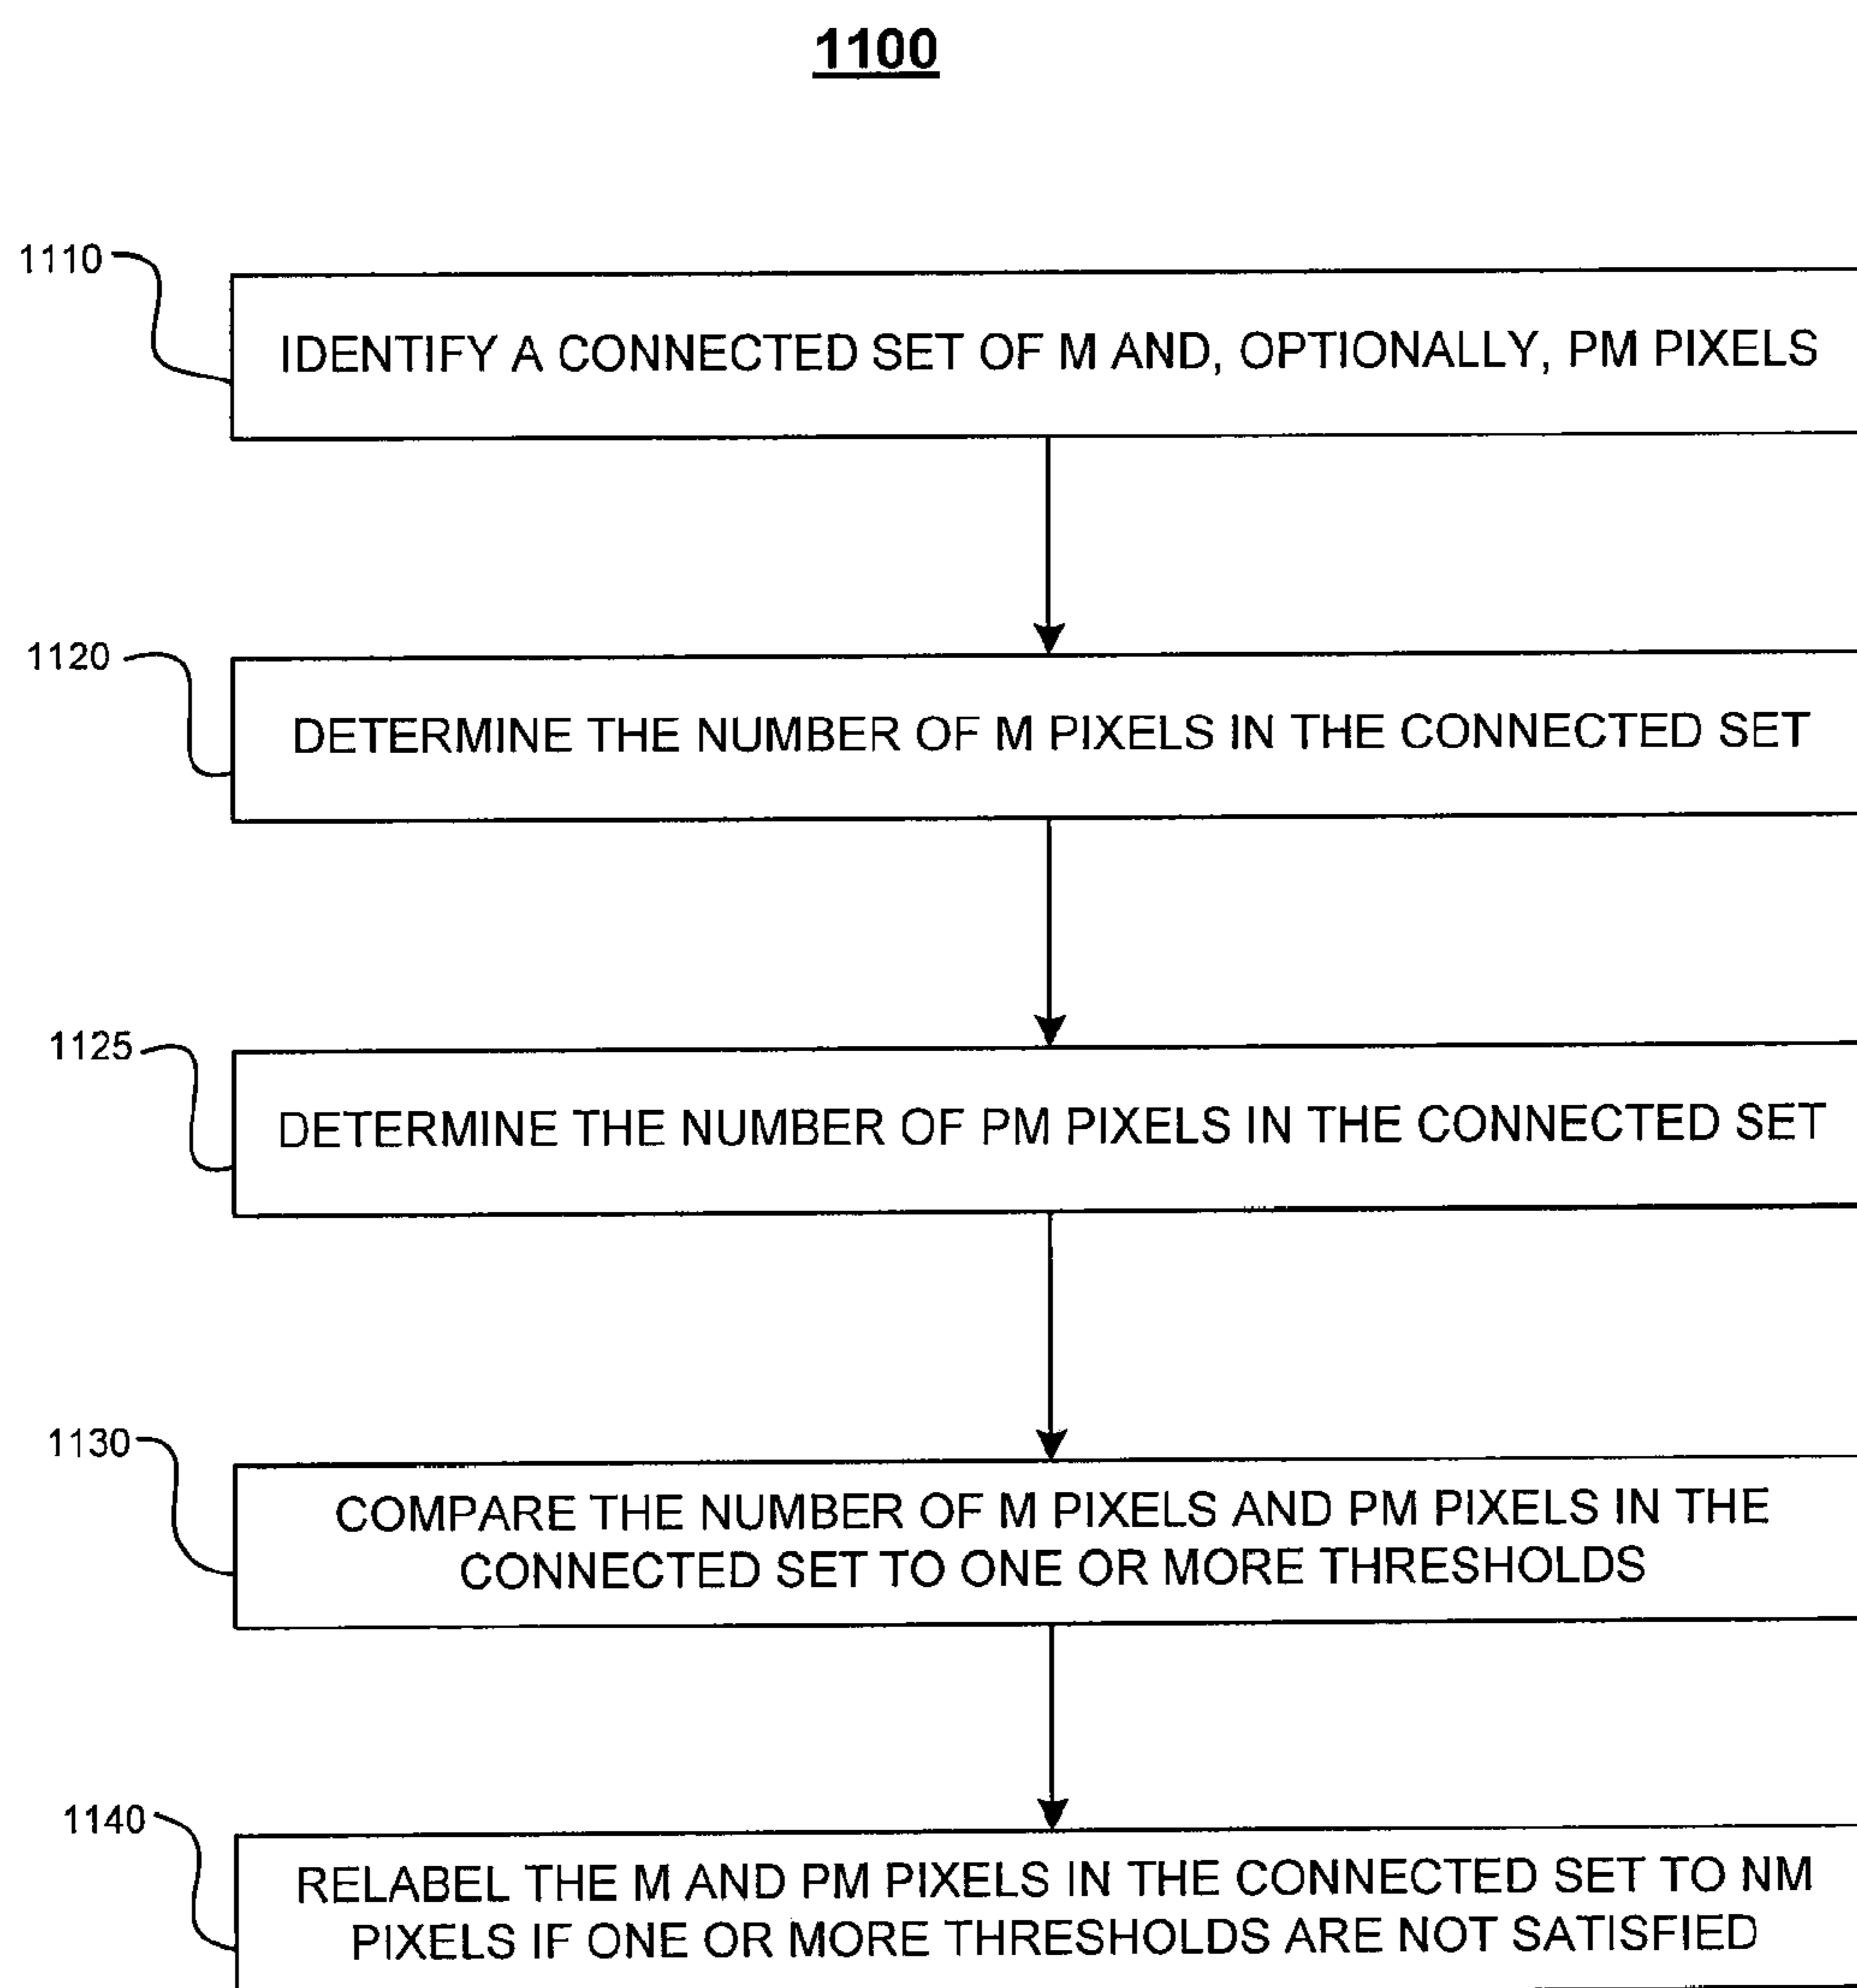 1100
1110
IDENTIFY A CONNECTED SET OF M AND, OPTIONALLY, PM PIXELS
1120
DETERMINE THE NUMBER OF M PIXELS IN THE CONNECTED SET
1125
DETERMINE THE NUMBER OF PM PIXELS IN THE CONNECTED SET
1130
COMPARE THE NUMBER OF M PIXELS AND PM PIXELS IN THE
CONNECTED SET TO ONE OR MORE THRESHOLDS
1140
RELABEL THE M AND PM PIXELS IN THE CONNECTED SET TO NM
PIXELS IF ONE OR MORE THRESHOLDS ARE NOT SATISFIED